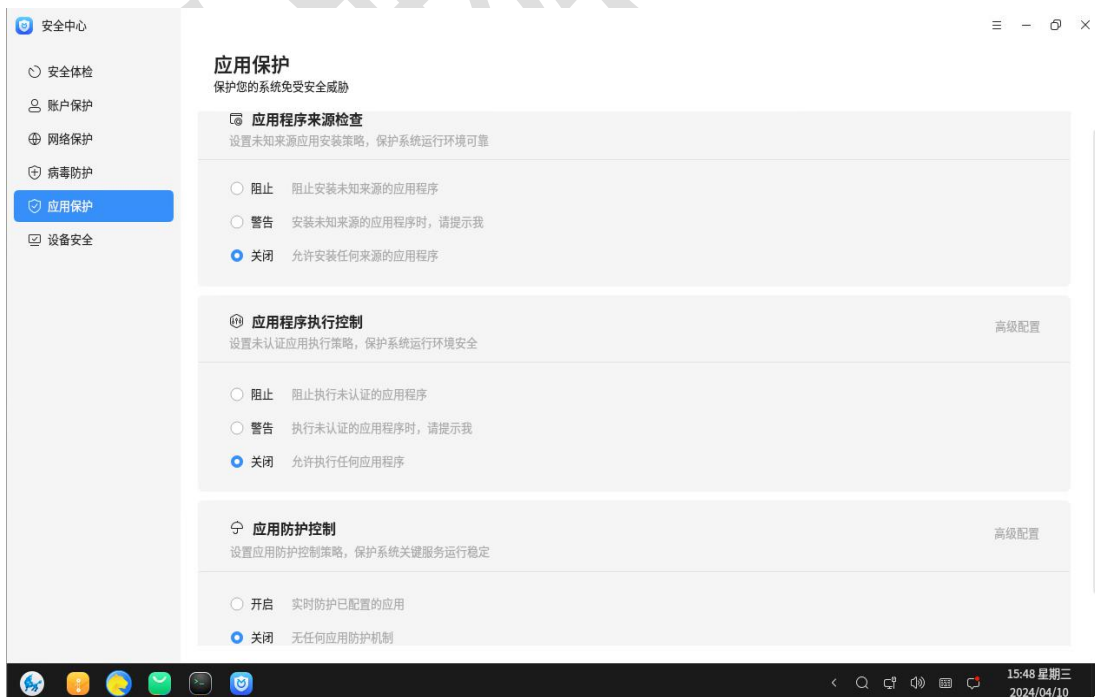 安全中心
安全体检
账户保护
网络保护
病毒防护
应用保护
设备安全
应用保护
保护您的系统免受安全威胁
应用程序来源检查
设置未知来源应用安装策略，保护系统运行环境可靠
阻止 阻止安装未知来源的应用程序
警告 安装未知来源的应用程序时，请提示我
关闭 允许安装任何来源的应用程序
应用程序执行控制 高级配置
设置未认证应用执行策略，保护系统运行环境安全
阻止 阻止执行未认证的应用程序
警告 执行未认证的应用程序时，请提示我
关闭 允许执行任何应用程序
应用防护控制 高级配置
设置应用防护控制策略，保护系统关键服务运行稳定
开启 实时防护已配置的应用
关闭 无任何应用防护机制
15:48 星期三
2024/04/10